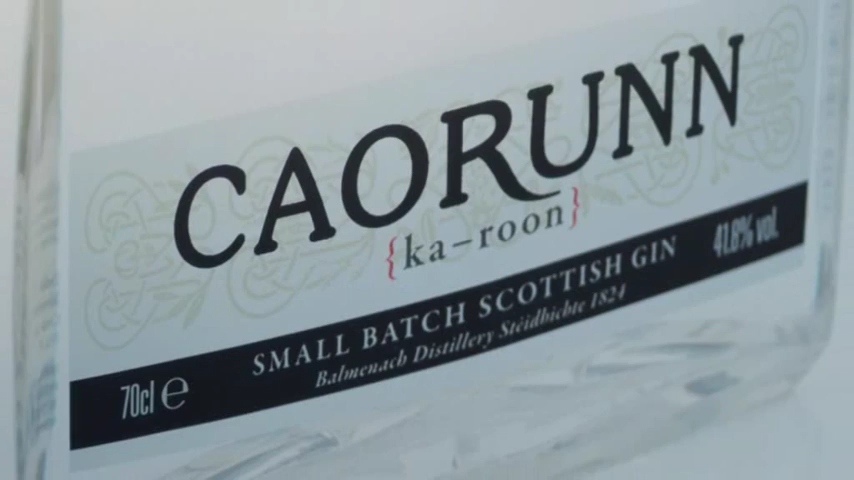 CAORUNN
{ka-roon}
SMALL BATCH SCOTTISH GIN
41.8% vol.
Balmenach Distillery Stèidhichte 1824
70cl ℮